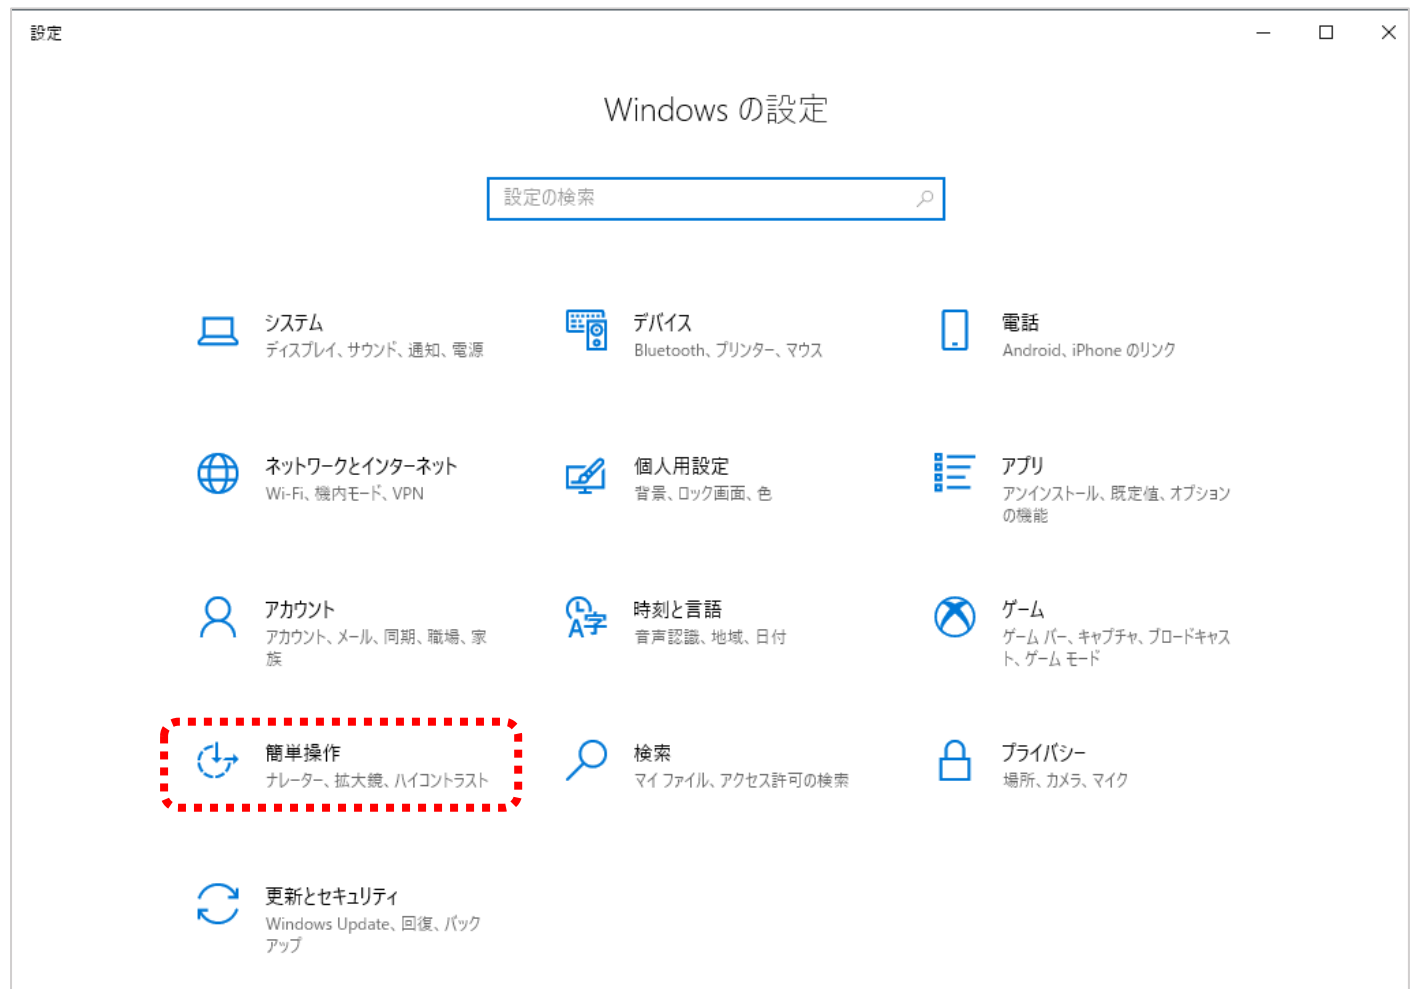 設定
Windows の設定
設定の検索
システム
ディスプレイ、サウンド、通知、電源
デバイス
Bluetooth、プリンター、マウス
電話
Android、iPhone のリンク
ネットワークとインターネット
Wi-Fi、機内モード、VPN
個人用設定
背景、ロック画面、色
アプリ
アンインストール、既定値、オプション
の機能
アカウント
アカウント、メール、同期、職場、家
族
時刻と言語
音声認識、地域、日付
ゲーム
ゲーム バー、キャプチャ、ブロードキャス
ト、ゲーム モード
簡単操作
ナレーター、拡大鏡、ハイコントラスト
検索
マイ ファイル、アクセス許可の検索
プライバシー
場所、カメラ、マイク
更新とセキュリティ
Windows Update、回復、バック
アップ